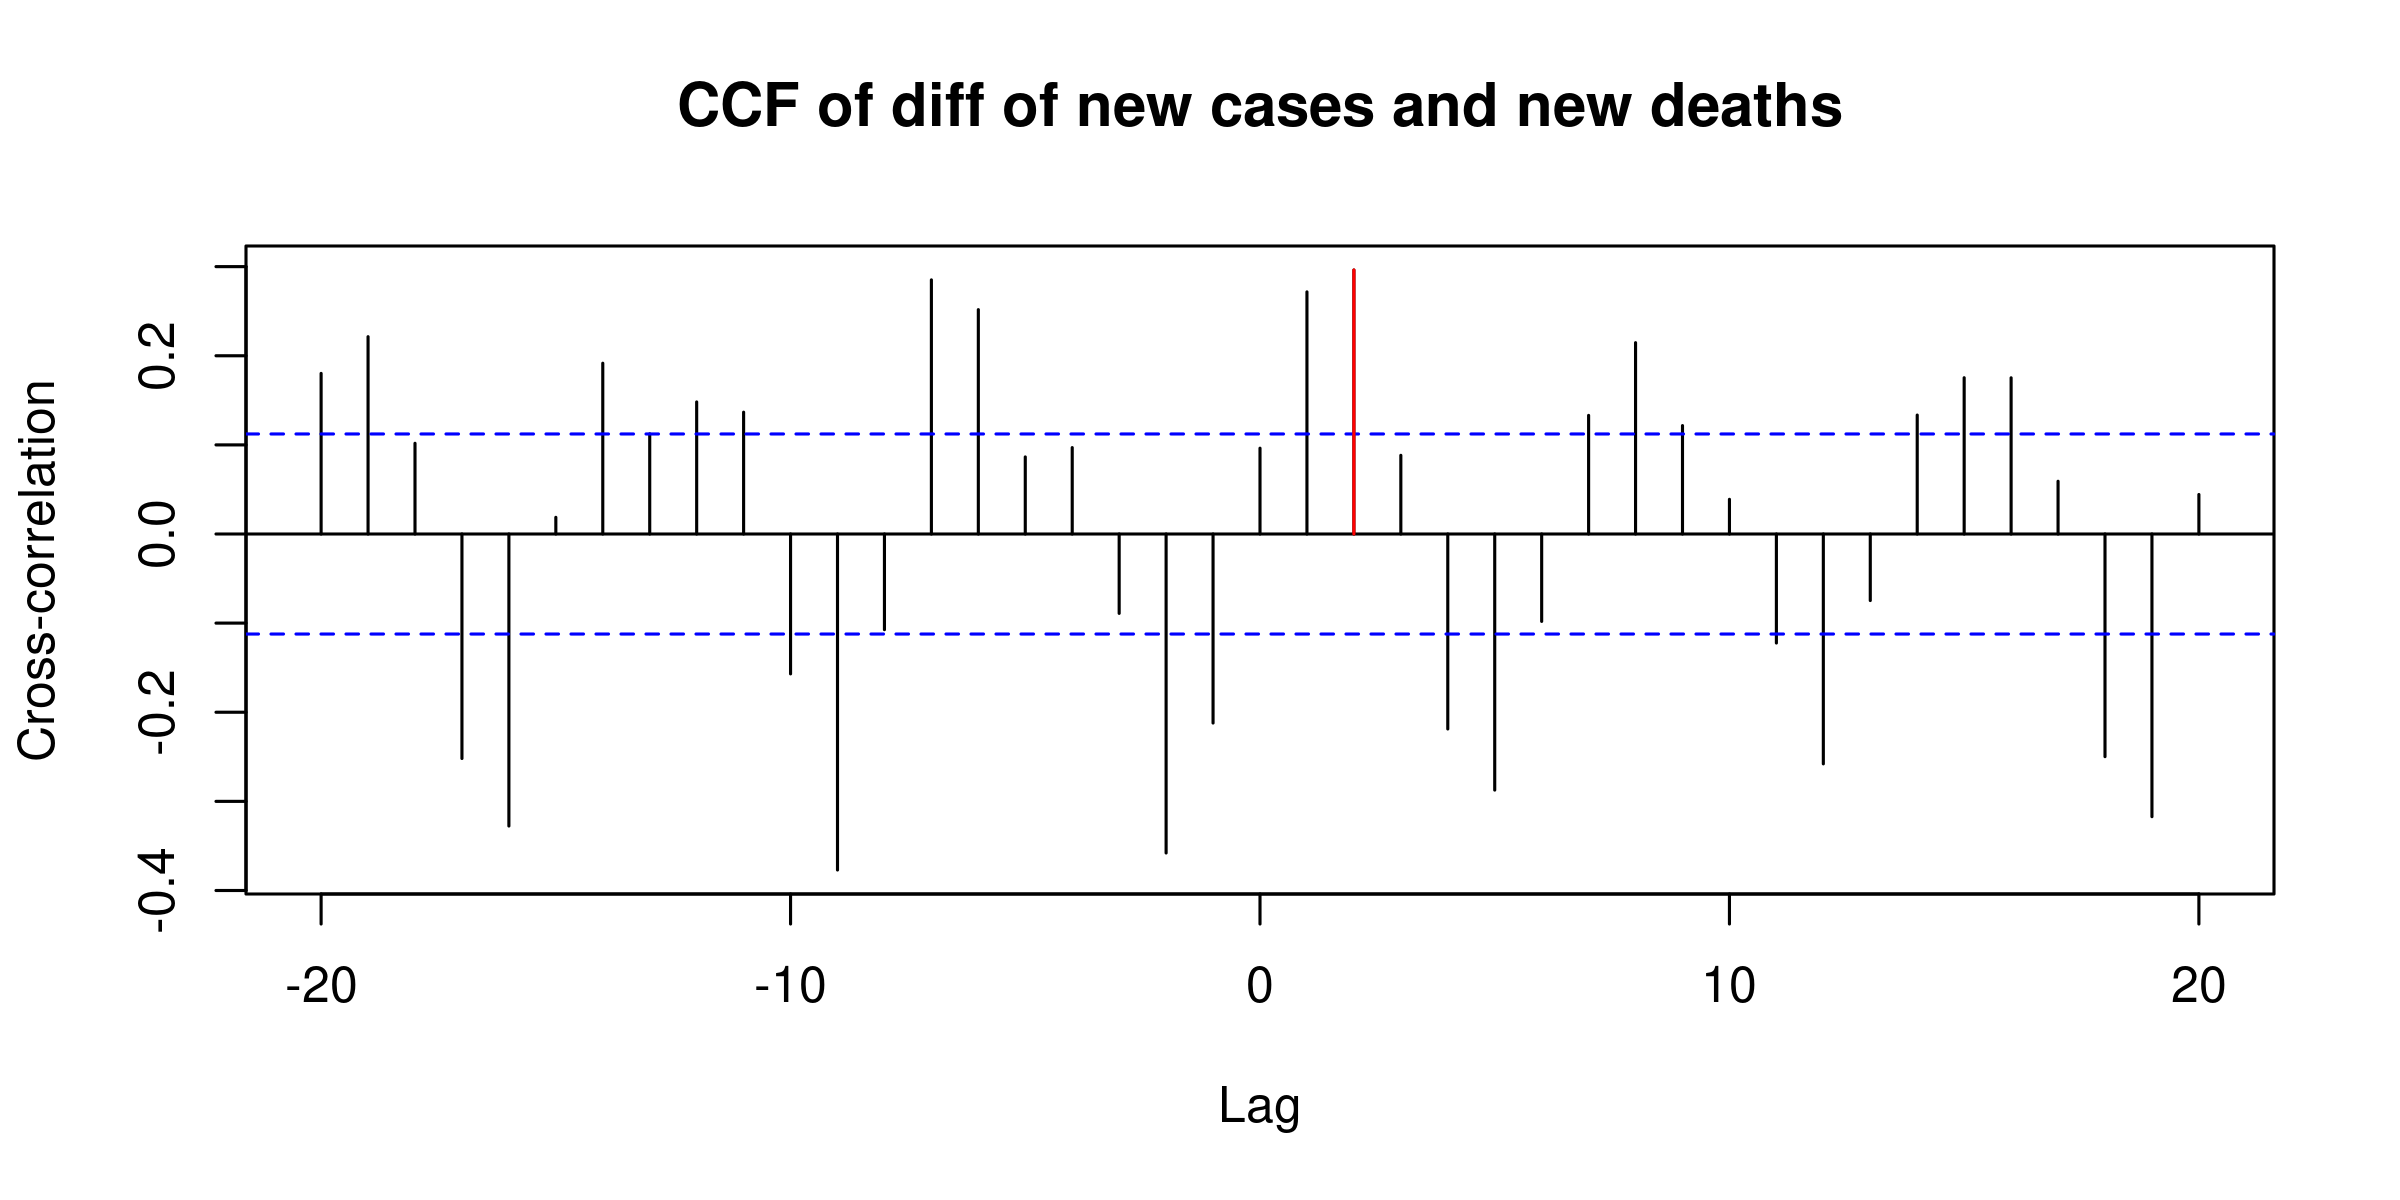 CCF of diff of new cases and new deaths
Cross-correlation
0.2
0.0
-0.2
-0.4
-20 -10 0 10 20
Lag